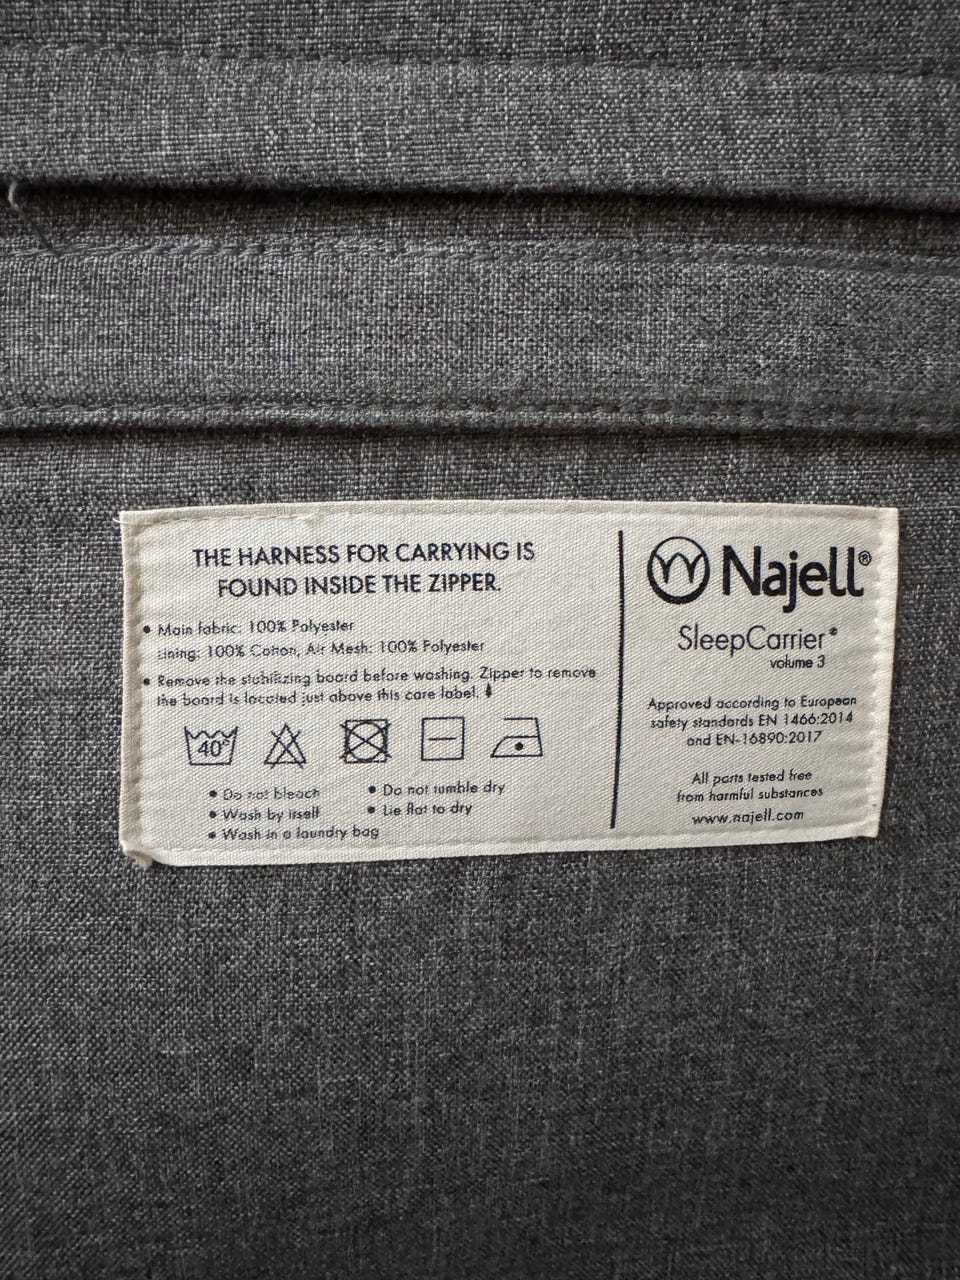 THE HARNESS FOR CARRYING IS
FOUND INSIDE THE ZIPPER.
• Main fabric: 100% Polyester
Lining: 100% Cotton, Air Mesh: 100% Polyester
• Remove the stabilizing board before washing. Zipper to remove
the board is located just above this care label.
40°
• Do not bleach
• Wash by itself
• Wash in a laundry bag
• Do not tumble dry
• Lie flat to dry
Najell®
SleepCarrier®
volume 3
Approved according to European
safety standards EN 1466:2014
and EN-16890:2017
All parts tested free
from harmful substances
www.najell.com